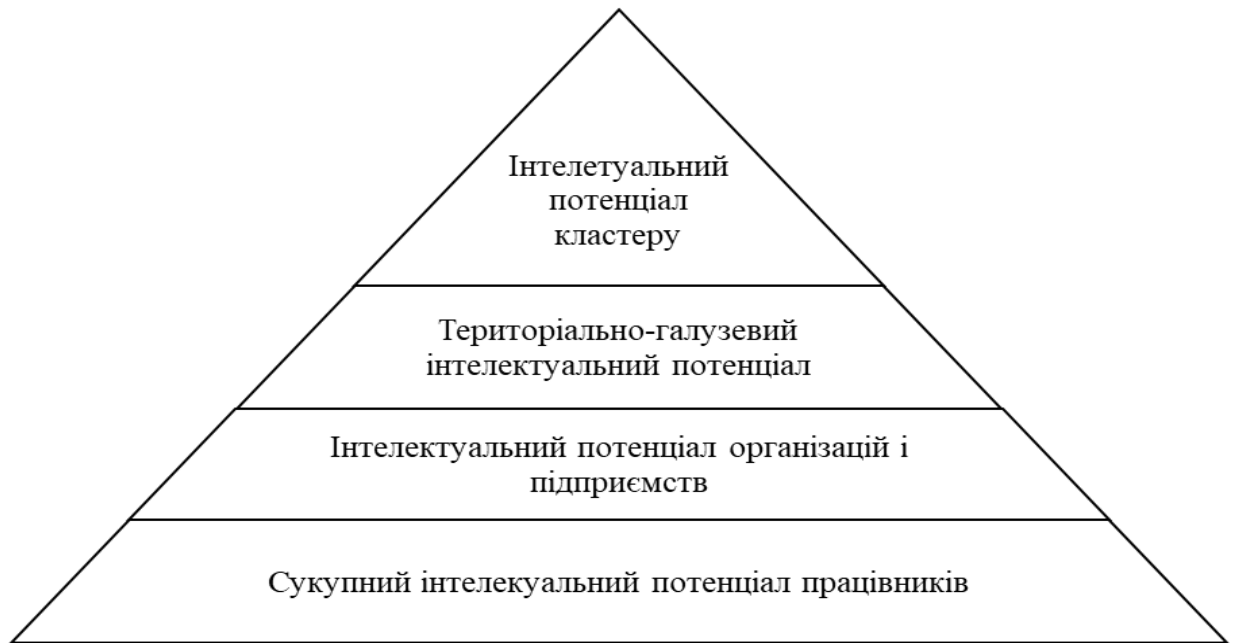 Інтелетуальний
потенціал
кластеру
Територіально-галузевий
інтелектуальний потенціал
Інтелектуальний потенціал організацій і
підприємств
Сукупний інтелекуальний потенціал працівників